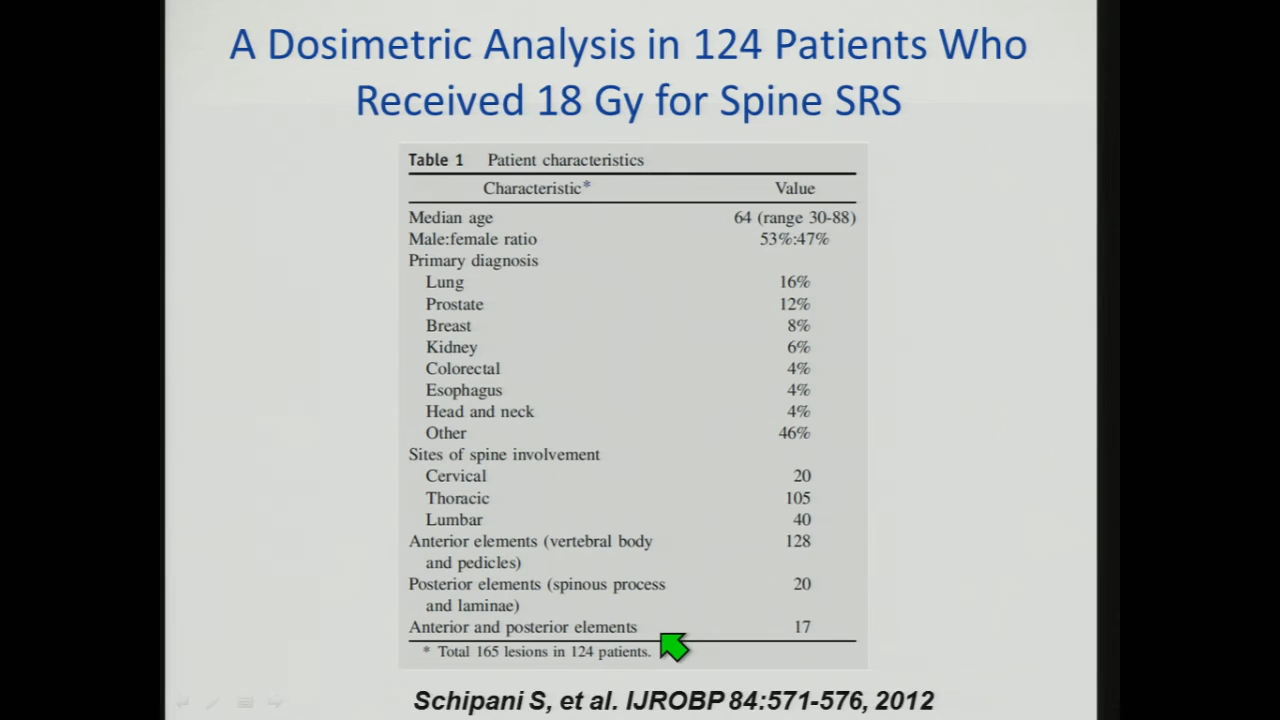 A Dosimetric Analysis in 124 Patients Who
Received 18 Gy for Spine SRS
Table 1 Patient characteristics
Characteristic* Value
Median age 64 (range 30-88)
Male:female ratio 53%:47%
Primary diagnosis
Lung 16%
Prostate 12%
Breast 8%
Kidney 6%
Colorectal 4%
Esophagus 4%
Head and neck 4%
Other 46%
Sites of spine involvement
Cervical 20
Thoracic 105
Lumbar 40
Anterior elements (vertebral body 128
and pedicles)
Posterior elements (spinous process 20
and laminae)
Anterior and posterior elements 17
* Total 165 lesions in 124 patients.
Schipani S, et al. IJROBP 84:571-576, 2012